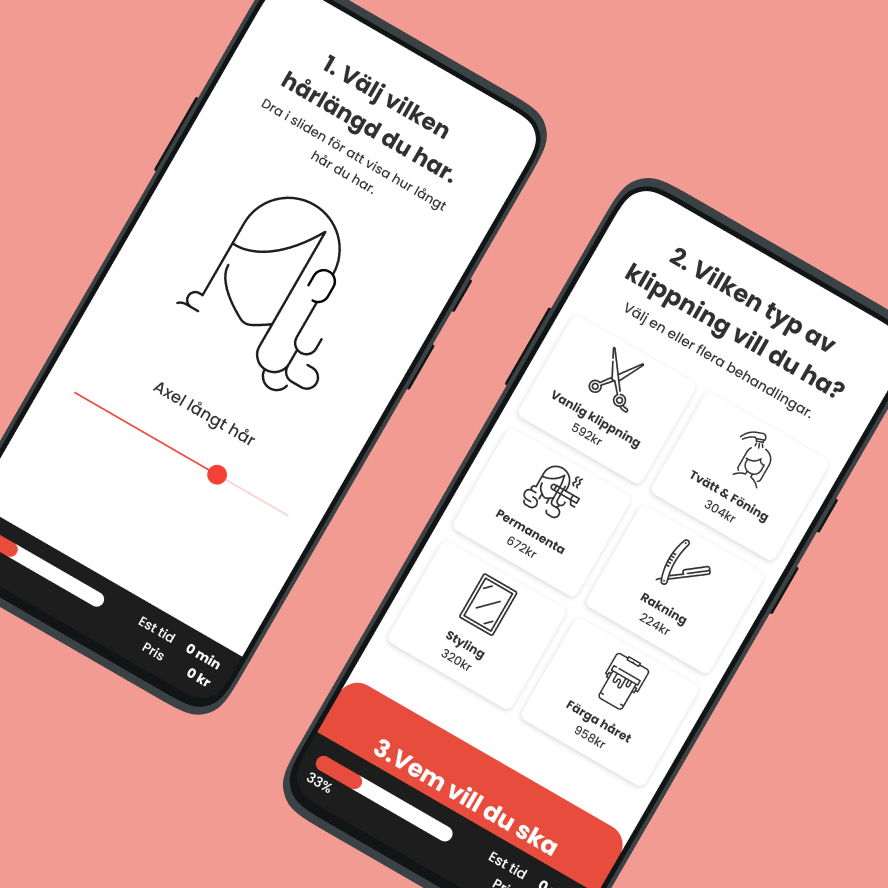 1. Välj vilken
hårlängd du har.
Dra i sliden för att visa hur långt
hår du har.
Axel långt hår
Est tid 0 min
Pris 0 kr
2. Vilken typ av
klippning vill du ha?
Välj en eller flera behandlingar.
Vanlig klippning
592kr
Tvätt & Föning
304kr
Permanenta
672kr
Rakning
224kr
Styling
320kr
Färga håret
958kr
3.Vem vill du ska
33%
Est tid 0